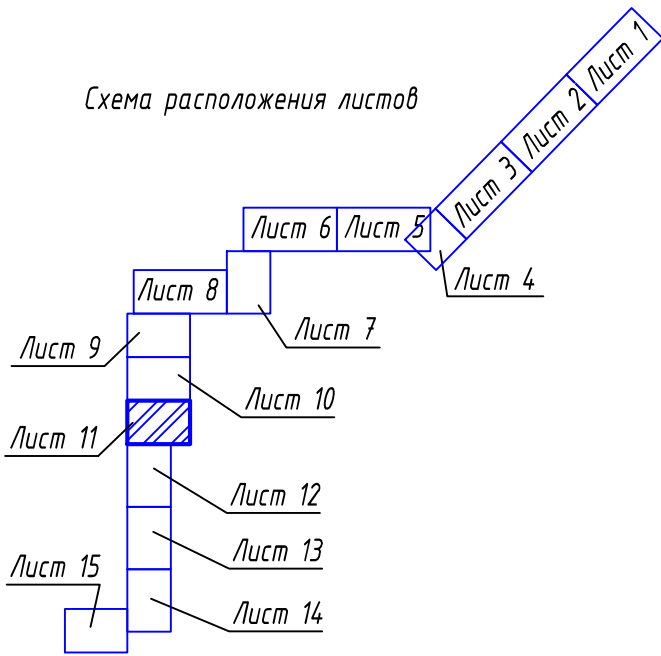 Лист 1
Схема расположения листов
Лист 2
Лист 3
Лист 6
Лист 5
Лист 4
Лист 8
Лист 7
Лист 9
Лист 10
Лист 11
Лист 12
Лист 13
Лист 15
Лист 14